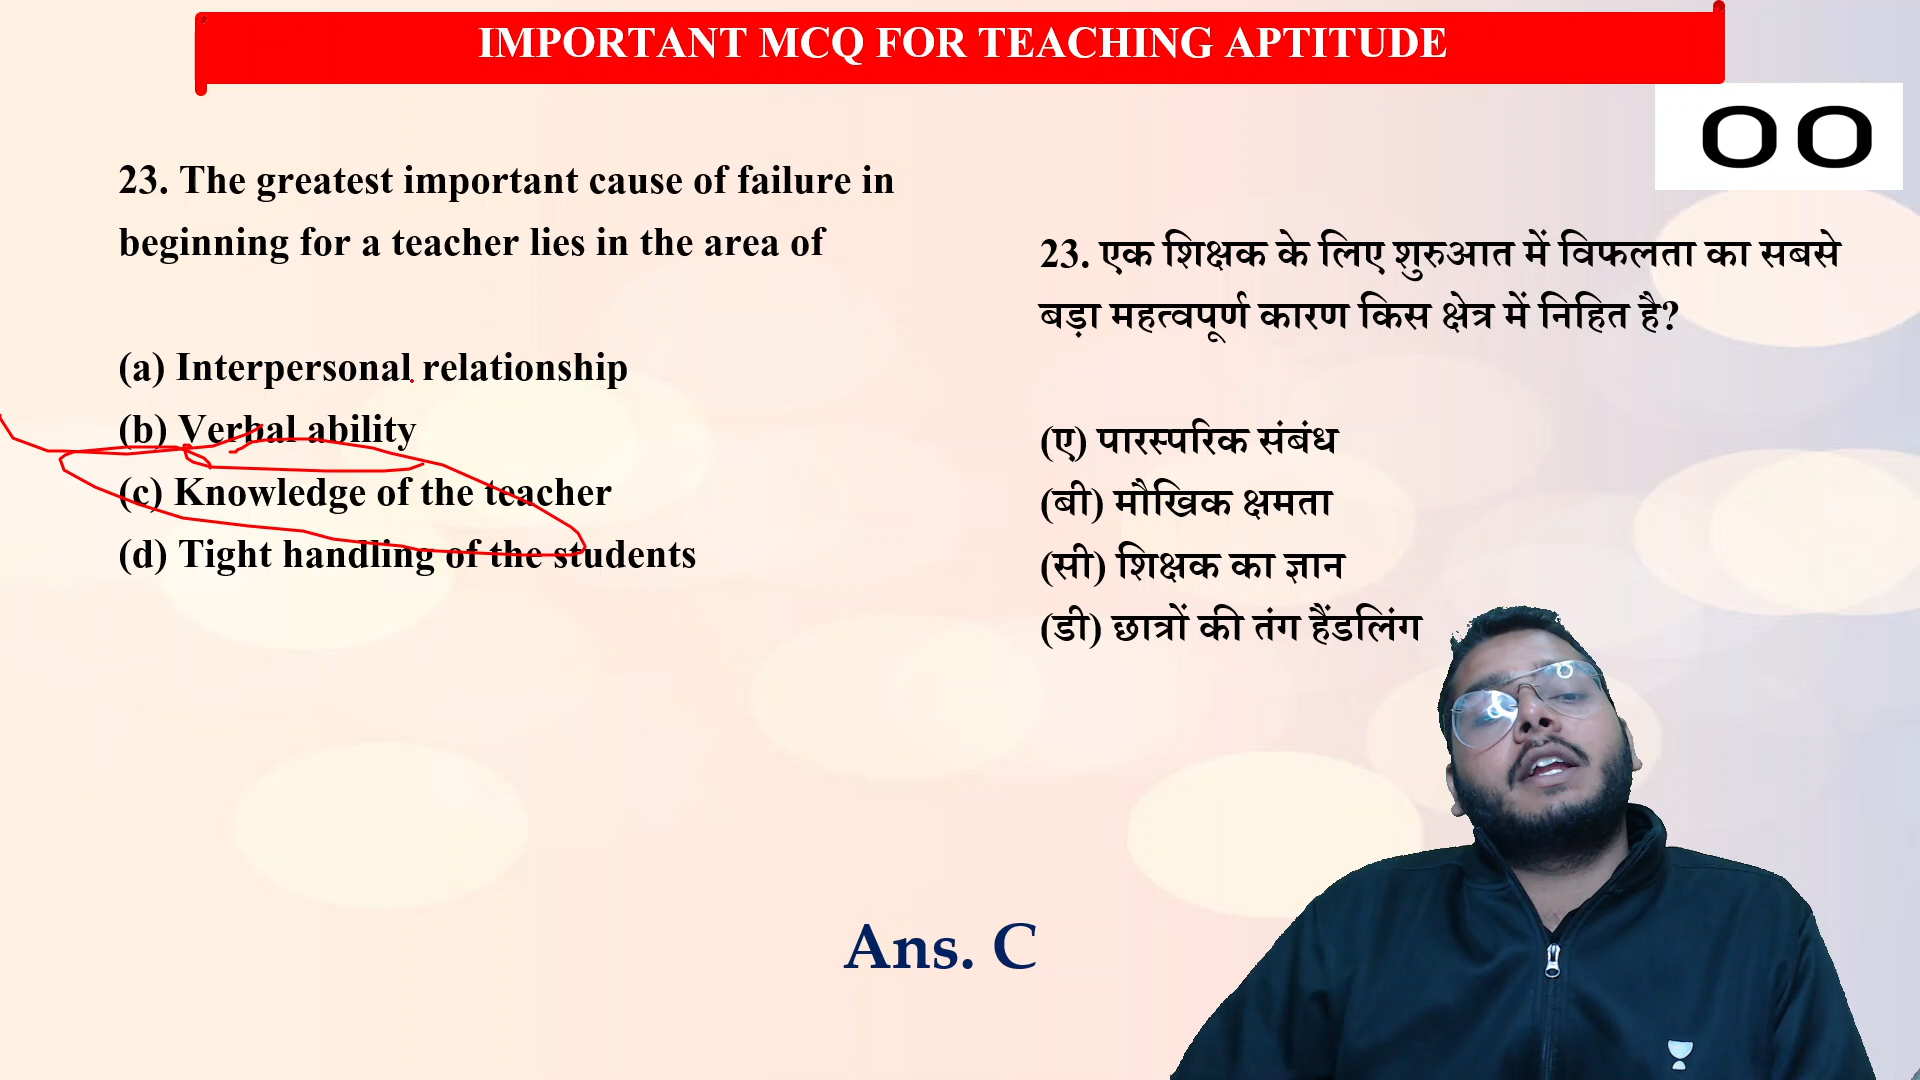 IMPORTANT MCQ FOR TEACHING APTITUDE
00
23. The greatest important cause of failure in
beginning for a teacher lies in the area of
(a) Interpersonal relationship
(b) Verbal ability
(c) Knowledge of the teacher
(d) Tight handling of the students
23. एक शिक्षक के लिए शुरुआत में विफलता का सबसे
बड़ा महत्वपूर्ण कारण किस क्षेत्र में निहित है?
(ए) पारस्परिक संबंध
(बी) मौखिक क्षमता
(सी) शिक्षक का ज्ञान
(डी) छात्रों की तंग हैंडलिंग
Ans. C